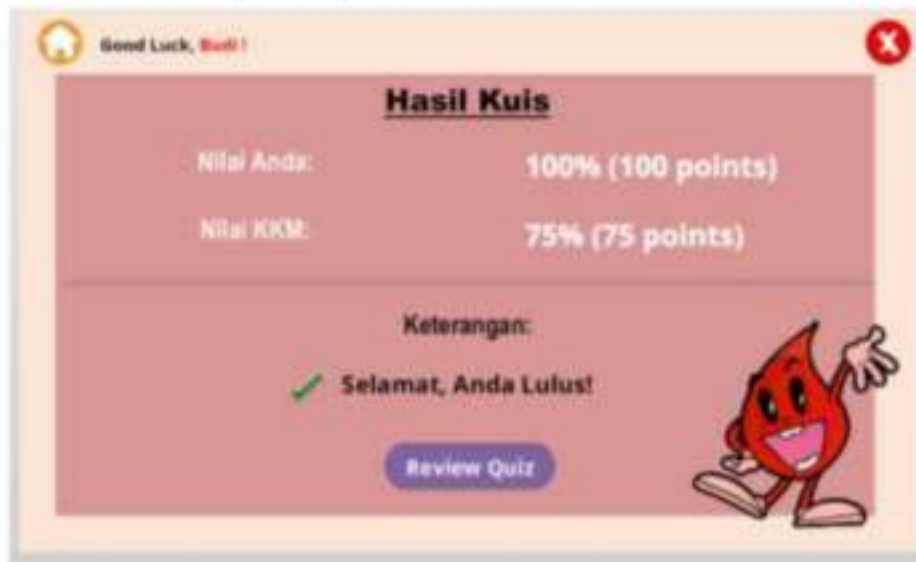 Good Luck, Budi !
Hasil Kuis
Nilai Anda: 100% (100 points)
Nilai KKM: 75% (75 points)
Keterangan:
Selamat, Anda Lulus!
Review Quiz